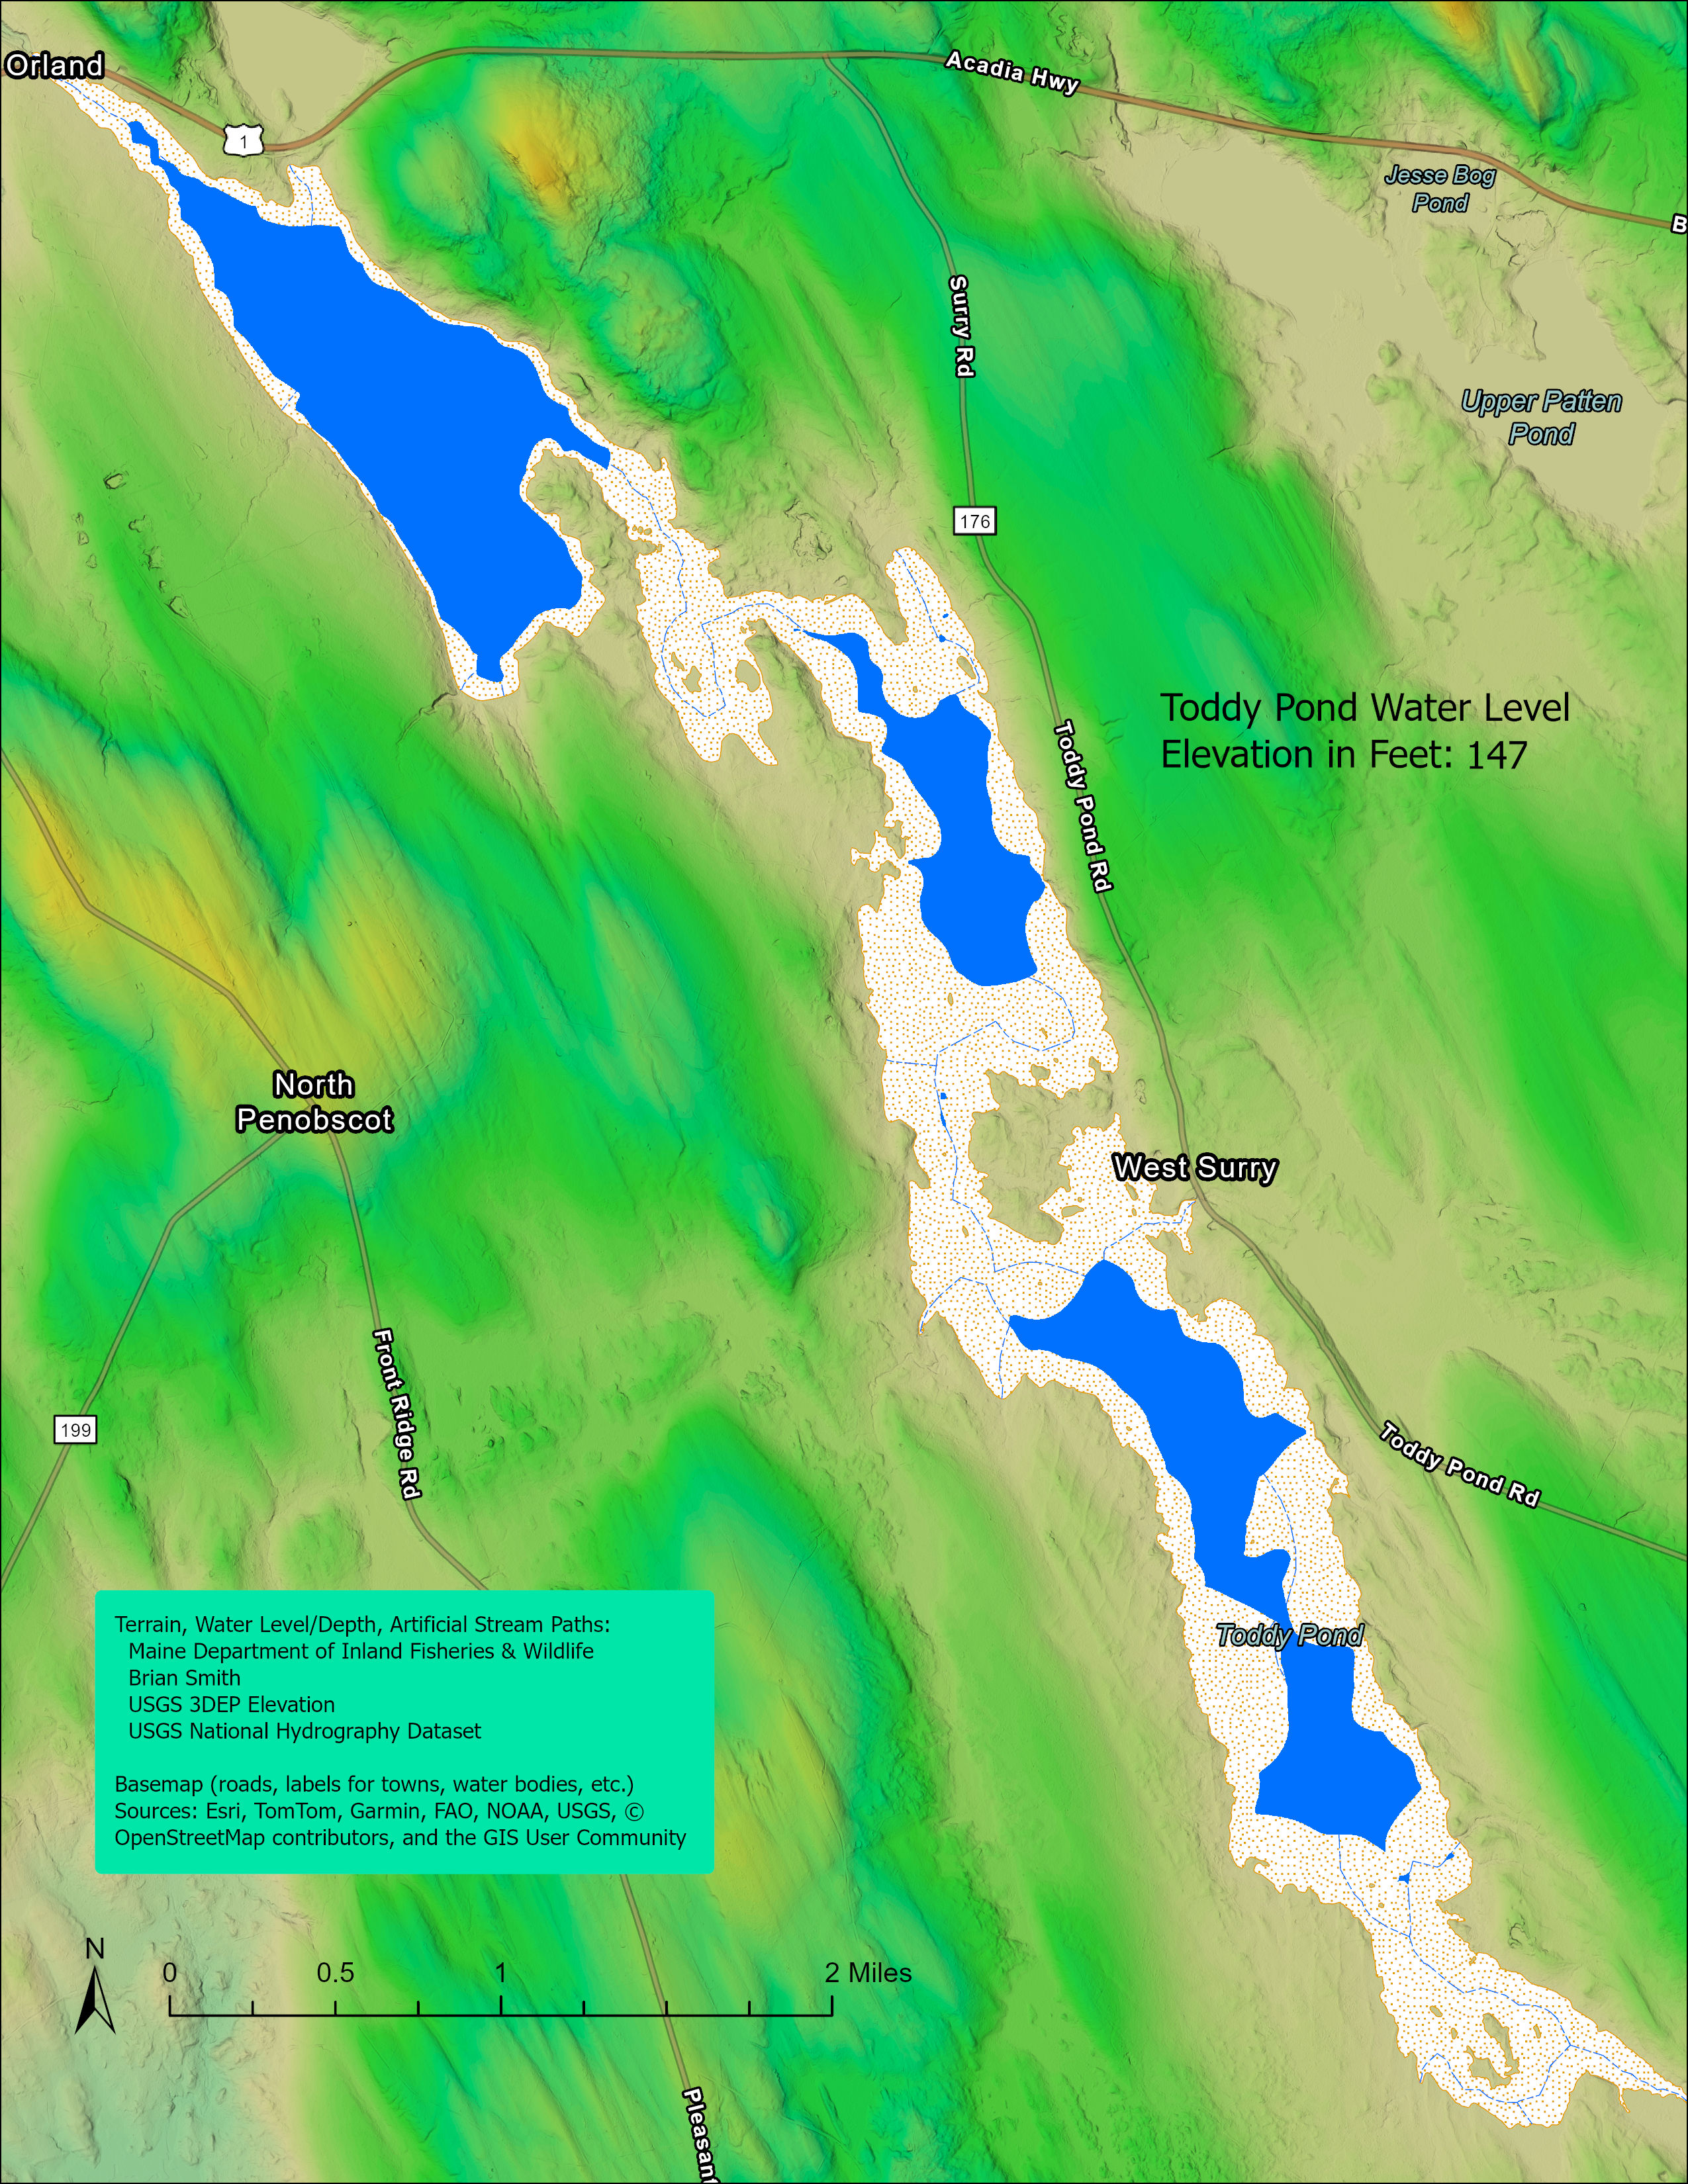 Orland
Acadia Hwy
1
Jesse Bog
Pond
B
Surry Rd
Upper Patten
Pond
176
Toddy Pond Water Level
Elevation in Feet: 147
Toddy Pond Rd
North
Penobscot
West Surry
Front Ridge Rd
199
Toddy Pond Rd
Toddy Pond
Terrain, Water Level/Depth, Artificial Stream Paths:
Maine Department of Inland Fisheries & Wildlife
Brian Smith
USGS 3DEP Elevation
USGS National Hydrography Dataset
Basemap (roads, labels for towns, water bodies, etc.)
Sources: Esri, TomTom, Garmin, FAO, NOAA, USGS, ©
OpenStreetMap contributors, and the GIS User Community
N
0 0.5 1 2 Miles
Pleasant